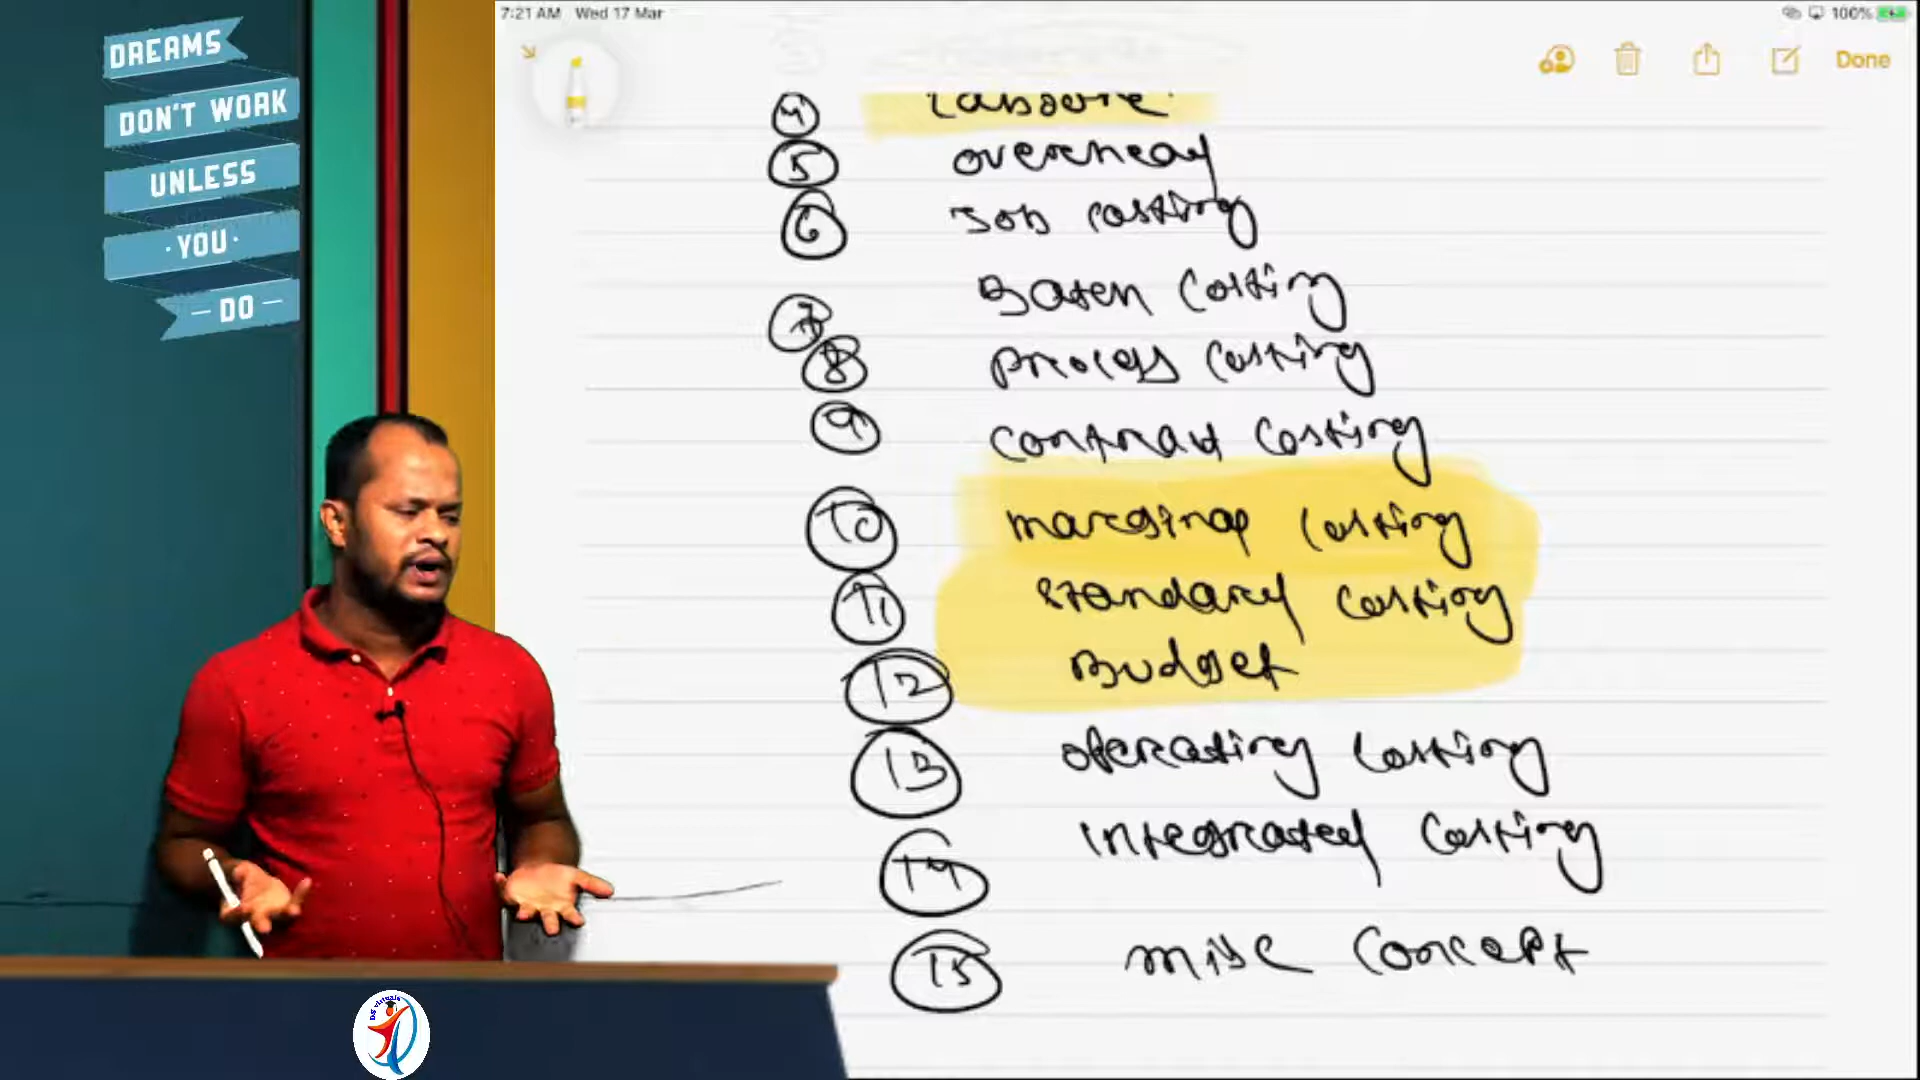 DREAMS
DON'T WORK
UNLESS
·YOU·
— DO —
7:21 AM Wed 17 Mar
100%
Done
4 Labour
5 overhead
6 Job costing
7 Batch costing
8 process costing
9 contract costing
10 marginal costing
11 standard costing
12 Budget
13 operating costing
14 integrated costing
15 misc concept
DS Virtuals